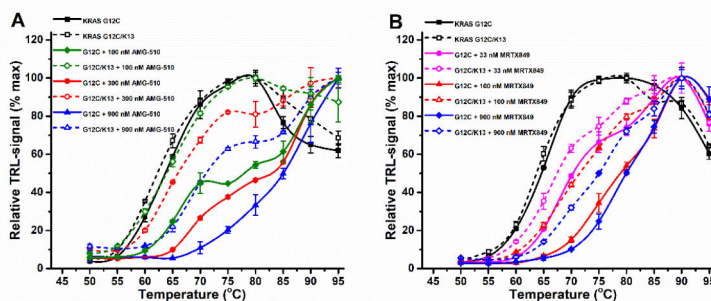 A
Relative TRL-signal (% max)
120
100
80
60
40
20
0
KRAS G12C
KRAS G12C/K13
G12C + 100 nM AMG-510
G12C/K13 + 100 nM AMG-510
G12C + 300 nM AMG-510
G12C/K13 + 300 nM AMG-510
G12C + 900 nM AMG-510
G12C/K13 + 900 nM AMG-510
45 50 55 60 65 70 75 80 85 90 95
Temperature (°C)
B
Relative TRL-signal (% max)
120
100
80
60
40
20
0
KRAS G12C
KRAS G12C/K13
G12C + 33 nM MRTX849
G12C/K13 + 33 nM MRTX849
G12C + 100 nM MRTX849
G12C/K13 + 100 nM MRTX849
G12C + 900 nM MRTX849
G12C/K13 + 900 nM MRTX849
45 50 55 60 65 70 75 80 85 90 95
Temperature (°C)